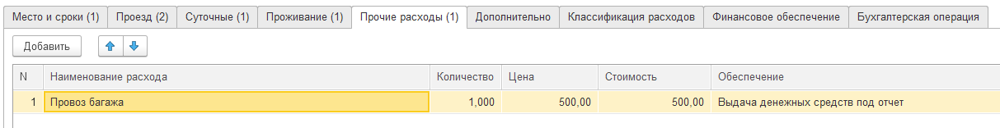 Место и сроки (1) Проезд (2) Суточные (1) Проживание (1) Прочие расходы (1) Дополнительно Классификация расходов Финансовое обеспечение Бухгалтерская операция
Добавить
N Наименование расхода Количество Цена Стоимость Обеспечение
1 Провоз багажа 1,000 500,00 500,00 Выдача денежных средств под отчет